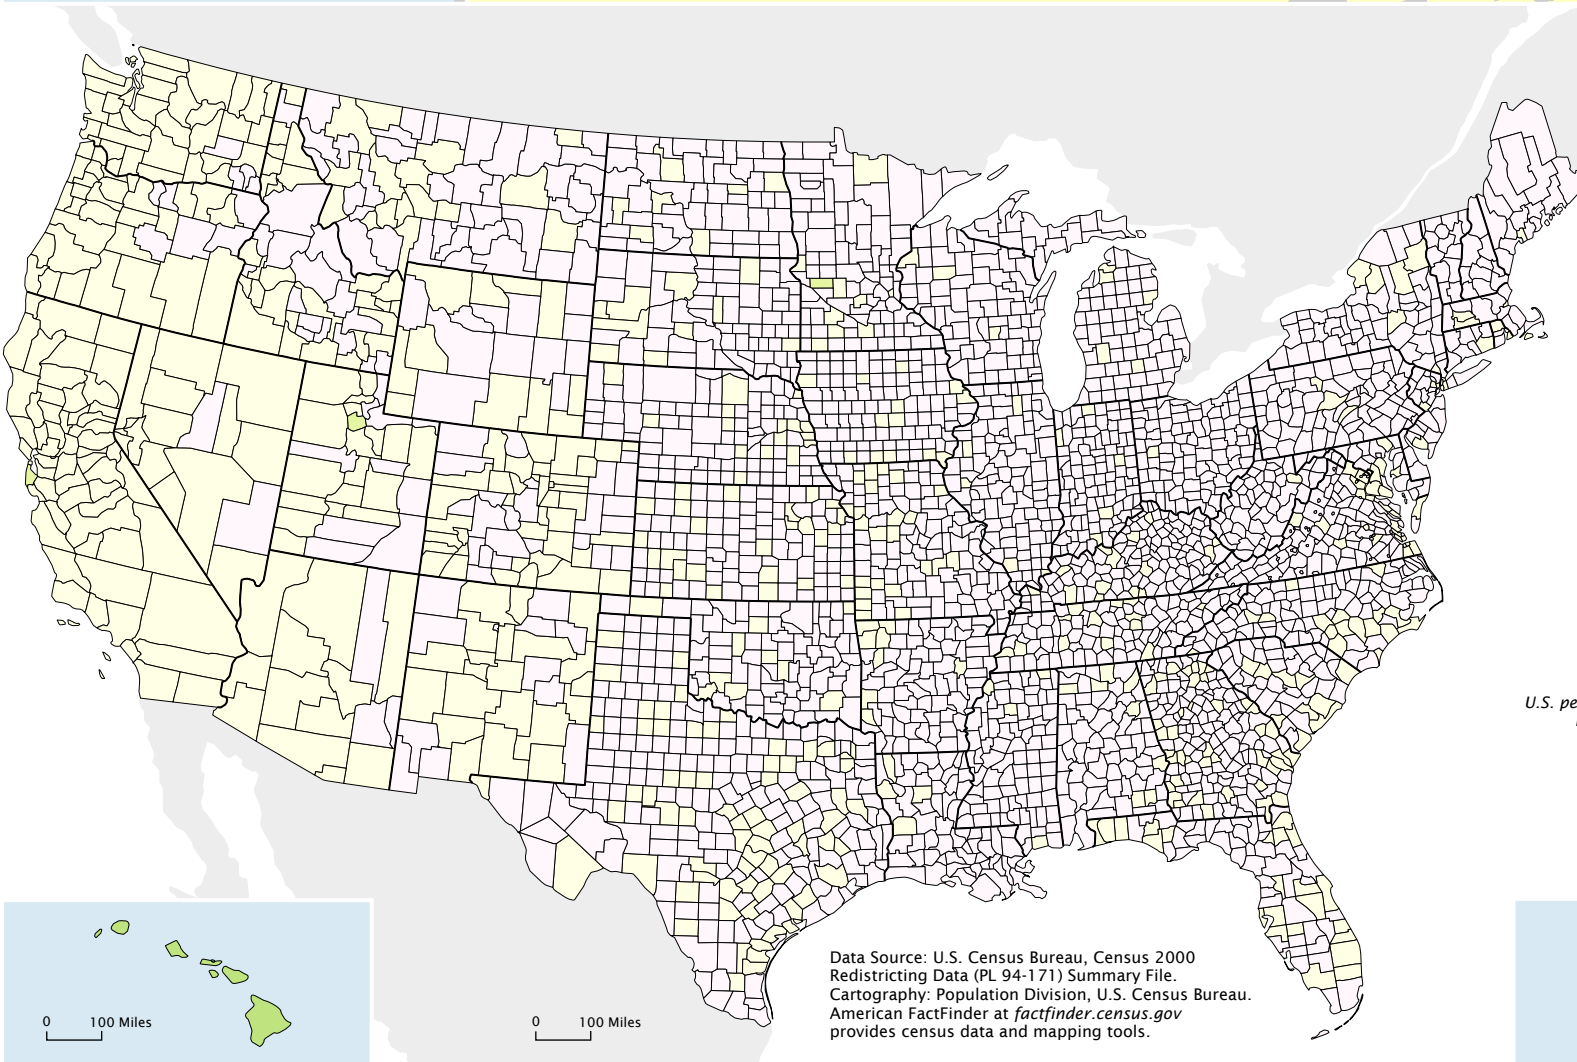 U.S. pe
Data Source: U.S. Census Bureau, Census 2000
Redistricting Data (PL 94-171) Summary File.
Cartography: Population Division, U.S. Census Bureau.
American FactFinder at factfinder.census.gov
provides census data and mapping tools.
0 100 Miles
0 100 Miles